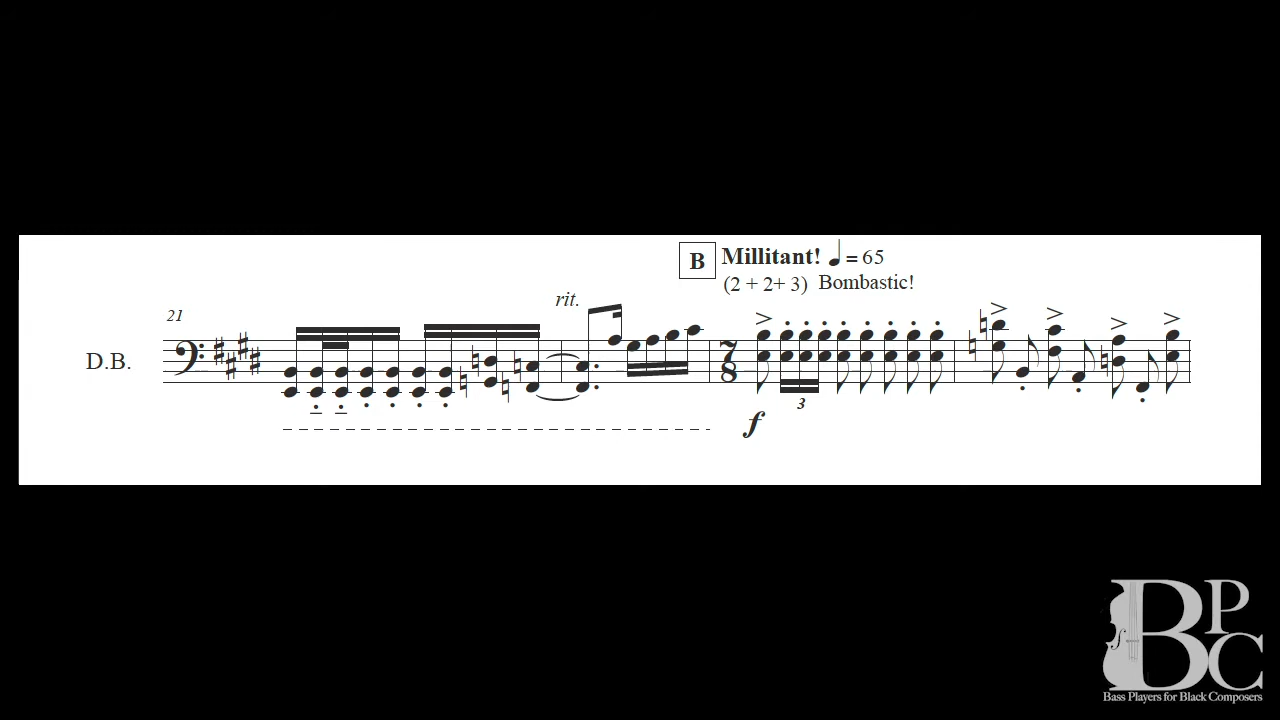 B Millitant! = 65
(2 + 2+ 3) Bombastic!
rit.
21
D.B.
7
8
3
f
BPC
Bass Players for Black Composers